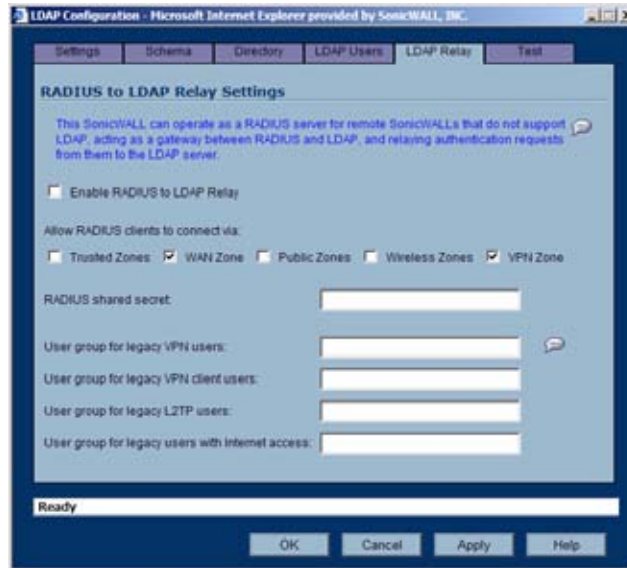 LDAP Configuration - Microsoft Internet Explorer provided by SonicWALL, INC.
Settings Schema Directory LDAP Users LDAP Relay Test
RADIUS to LDAP Relay Settings
This SonicWALL can operate as a RADIUS server for remote SonicWALLs that do not support
LDAP, acting as a gateway between RADIUS and LDAP, and relaying authentication requests
from them to the LDAP server.
Enable RADIUS to LDAP Relay
Allow RADIUS clients to connect via:
Trusted Zones WAN Zone Public Zones Wireless Zones VPN Zone
RADIUS shared secret:
User group for legacy VPN users:
User group for legacy VPN client users:
User group for legacy L2TP users:
User group for legacy users with Internet access:
Ready
OK Cancel Apply Help